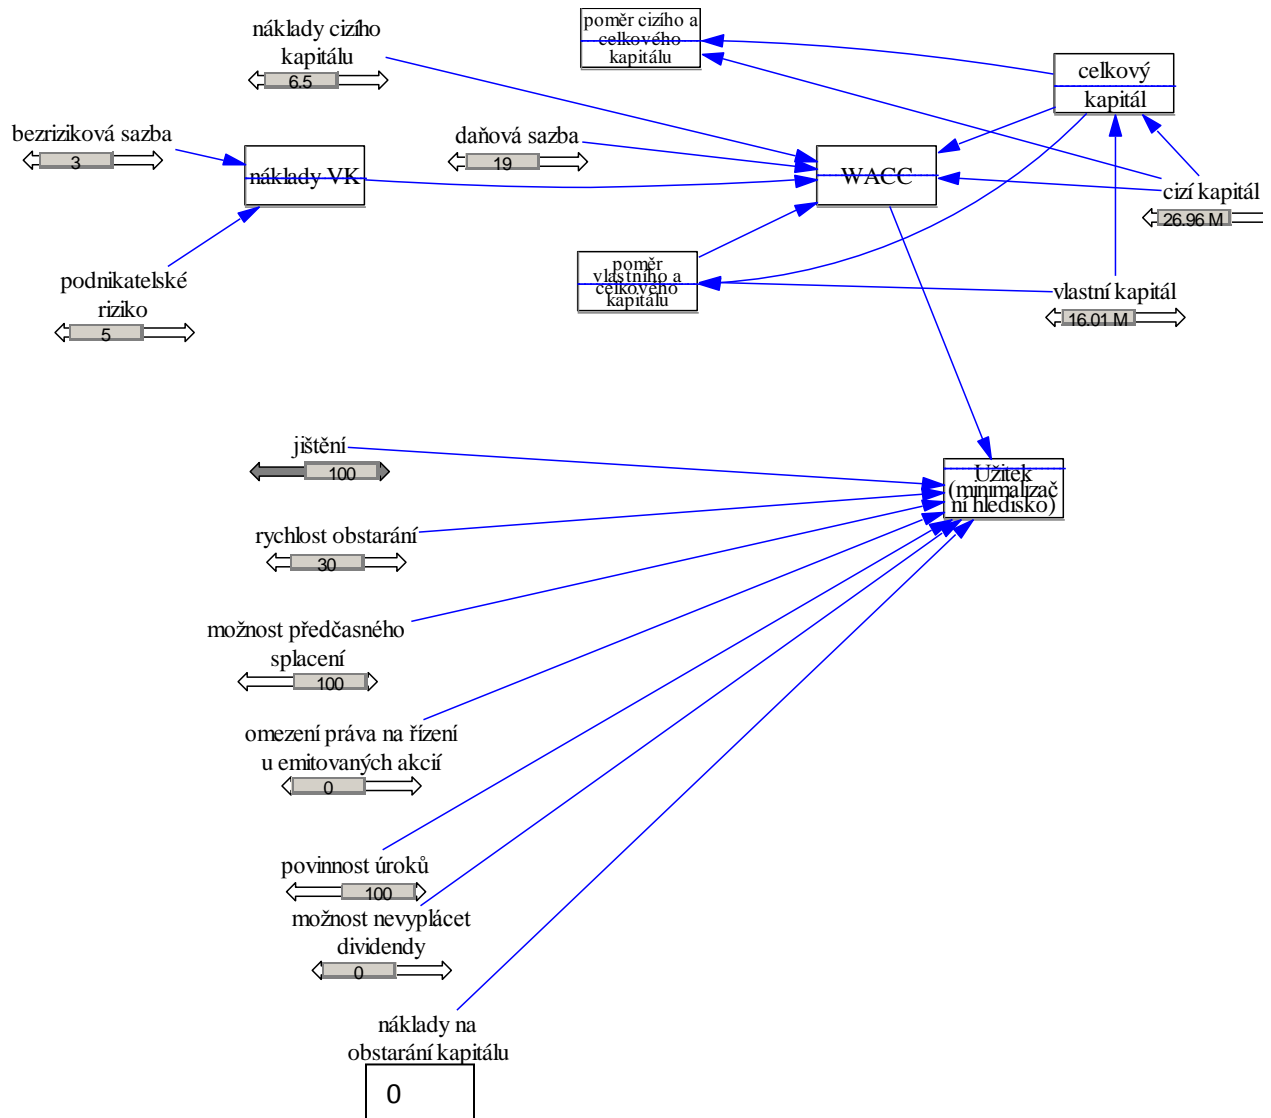 náklady cizího
kapitálu
6.5
poměr cizího a
celkového
kapitálu
celkový
kapitál
bezriziková sazba
3
daňová sazba
19
náklady VK
WACC
cizí kapitál
26.96 M
podnikatelské
riziko
5
poměr
vlastního a
celkového
kapitálu
vlastní kapitál
16.01 M
jištění
100
Užitek
(minimalizač
ní hledisko)
rychlost obstarání
30
možnost předčasného
splacení
100
omezení práva na řízení
u emitovaných akcií
0
povinnost úroků
100
možnost nevyplácet
dividendy
0
náklady na
obstarání kapitálu
0